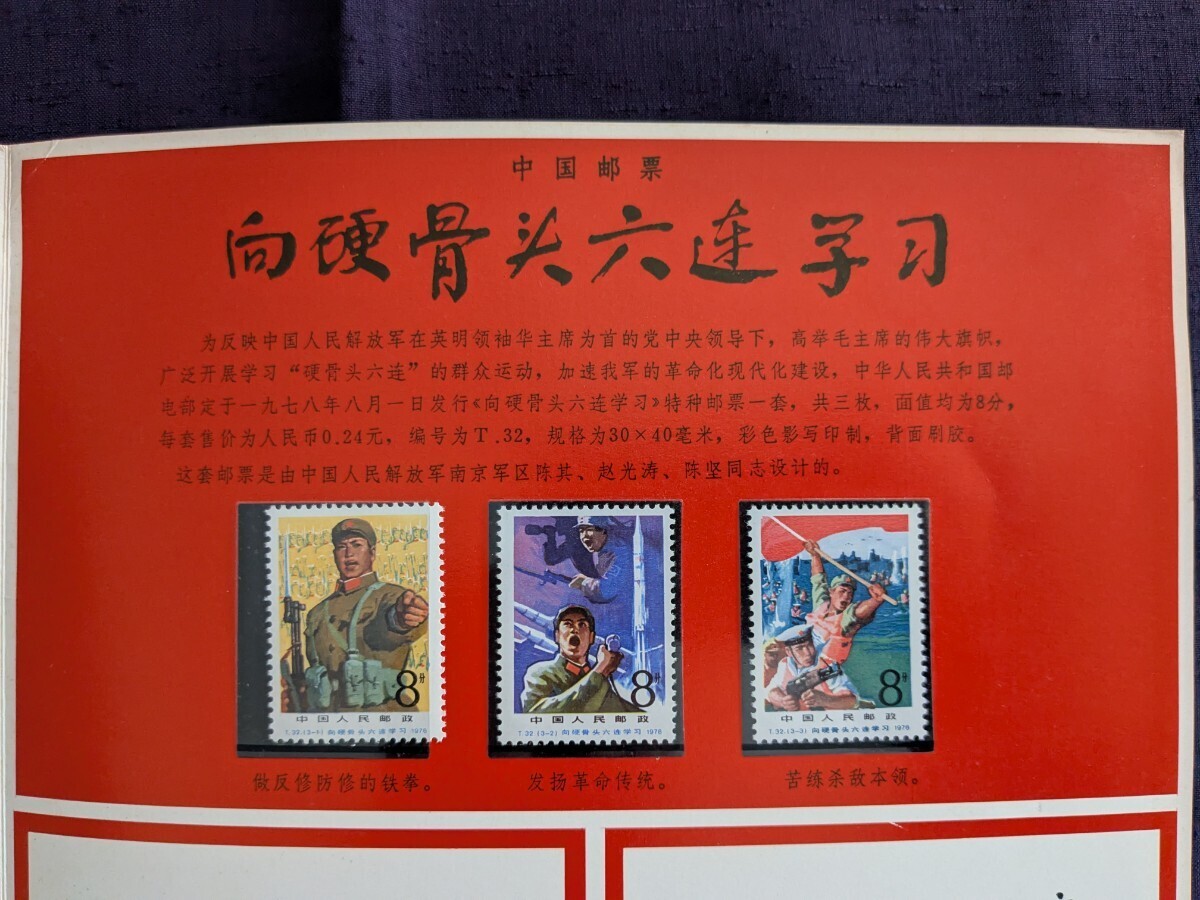 中国邮票
向硬骨头六连学习
为反映中国人民解放军在英明领袖华主席为首的党中央领导下，高举毛主席的伟大旗帜，
广泛开展学习“硬骨头六连”的群众运动，加速我军的革命化现代化建设，中华人民共和国邮
电部定于一九七八年八月一日发行《向硬骨头六连学习》特种邮票一套，共三枚，面值均为8分，
每套售价为人民币0.24元，编号为T.32，规格为30×40毫米，彩色影写印制，背面刷胶。
这套邮票是由中国人民解放军南京军区陈其、赵光涛、陈坚同志设计的。
8分
中国人民邮政
T.32.(3-1) 向硬骨头六连学习 1978
8分
中国人民邮政
T.32 (3-2) 向硬骨头六连学习 1978
8分
中国人民邮政
T.32 (3-3) 向硬骨头六连学习 1978
做反修防修的铁拳。
发扬革命传统。
苦练杀敌本领。